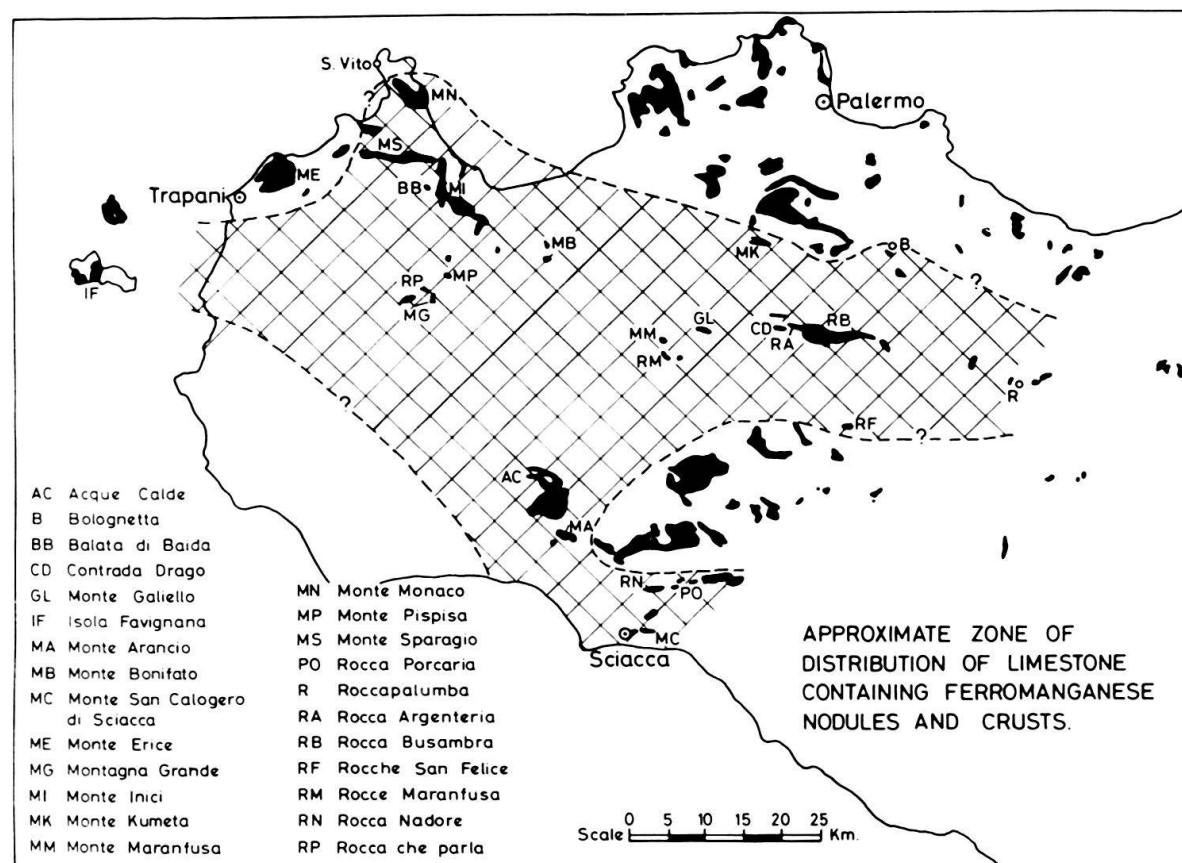 S. Vito
?
MN
Palermo
MS
ME
BB
MI
Trapani
MB
MK
B
IF
RP
MP
MG
?
GL
CD
RB
MM
RA
RM
R
?
RF
?
AC
MA
RN
PO
MC
Sciacca
AC Acque Calde
B Bolognetta
BB Balata di Baida
CD Contrada Drago
GL Monte Galiello
IF Isola Favignana
MA Monte Arancio
MB Monte Bonifato
MC Monte San Calogero
di Sciacca
ME Monte Erice
MG Montagna Grande
MI Monte Inici
MK Monte Kumeta
MM Monte Maranfusa
MN Monte Monaco
MP Monte Pispisa
MS Monte Sparagio
PO Rocca Porcaria
R Roccapalumba
RA Rocca Argenteria
RB Rocca Busambra
RF Rocche San Felice
RM Rocce Maranfusa
RN Rocca Nadore
RP Rocca che parla
APPROXIMATE ZONE OF
DISTRIBUTION OF LIMESTONE
CONTAINING FERROMANGANESE
NODULES AND CRUSTS.
Scale 0 5 10 15 20 25 Km.